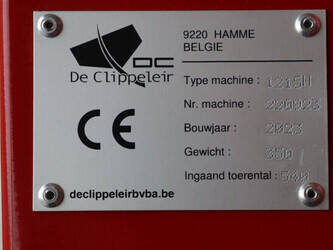 DC
De Clippeleir
9220 HAMME
BELGIE
Type machine : 1215H
Nr. machine : 220923
Bouwjaar : 2023
Gewicht : 350
Ingaand toerental : 540
CE
declippeleirbvba.be